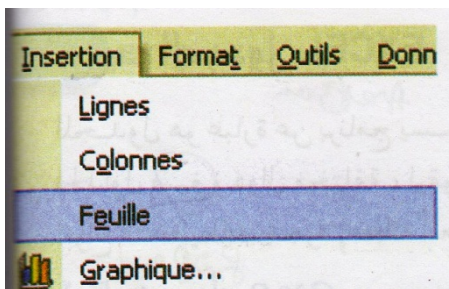 Insertion Format Outils Donn
Lignes
Colonnes
Feuille
Graphique...